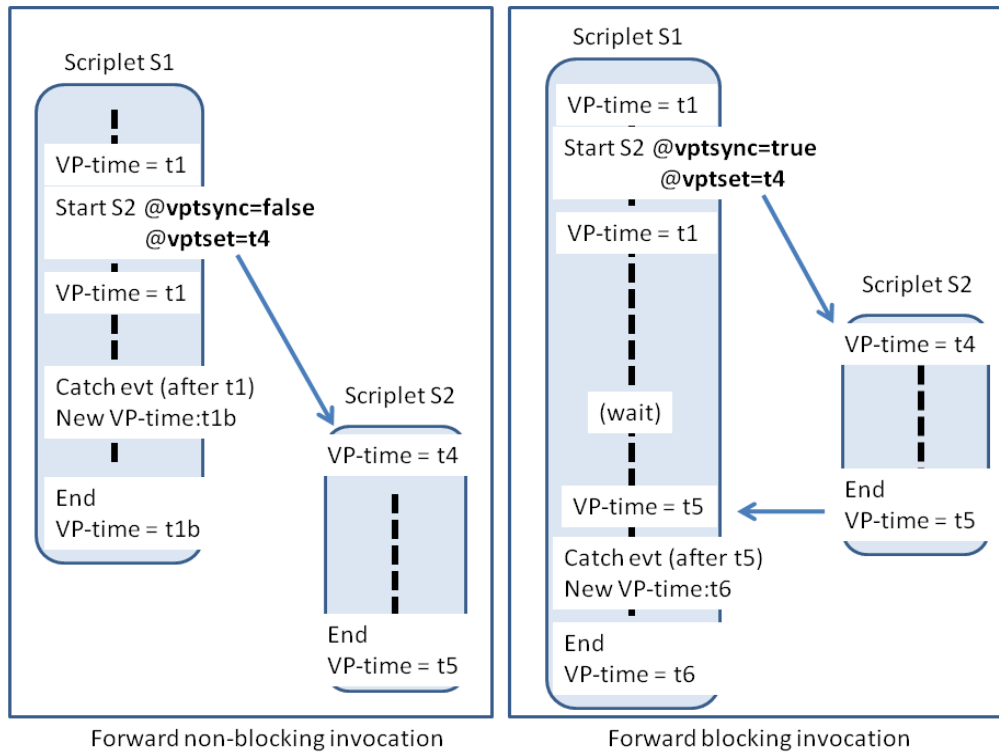 Scriplet S1
VP-time = t1
Start S2 @vptsync=false
@vptset=t4
VP-time = t1
Catch evt (after t1)
New VP-time:t1b
End
VP-time = t1b
Scriplet S2
VP-time = t4
End
VP-time = t5
Forward non-blocking invocation
Scriplet S1
VP-time = t1
Start S2 @vptsync=true
@vptset=t4
VP-time = t1
(wait)
VP-time = t5
Catch evt (after t5)
New VP-time:t6
End
VP-time = t6
Scriplet S2
VP-time = t4
End
VP-time = t5
Forward blocking invocation